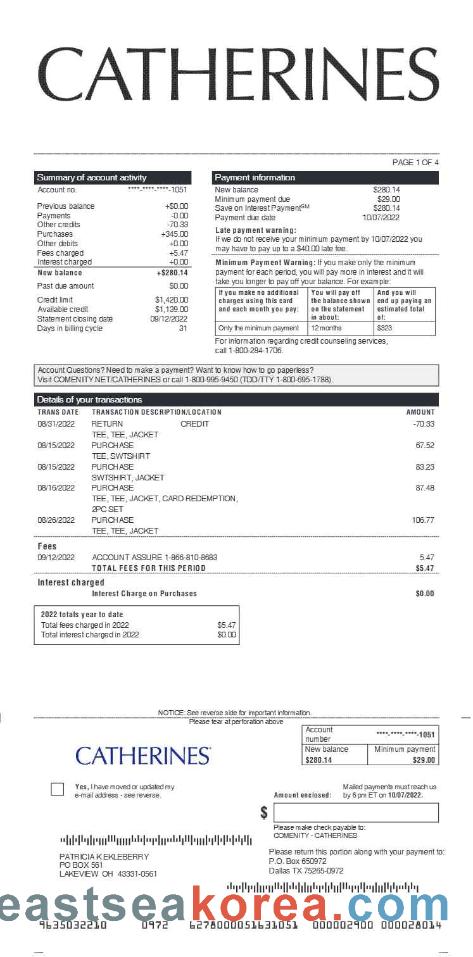 CATHERINES
PAGE 1 OF 4
Summary of account activity
Account no. ****-****-****-1051
Previous balance +$0.00
Payments -0.00
Other credits -70.33
Purchases +345.00
Other debits +0.00
Fees charged +5.47
Interest charged +0.00
New balance +$280.14
Past due amount $0.00
Credit limit $1,420.00
Available credit $1,139.00
Statement closing date 09/12/2022
Days in billing cycle 31
Payment information
New balance $280.14
Minimum payment due $29.00
Save on Interest Payment℠ $280.14
Payment due date 10/07/2022
Late payment warning:
If we do not receive your minimum payment by 10/07/2022 you
may have to pay up to a $40.00 late fee.
Minimum Payment Warning: If you make only the minimum
payment for each period, you will pay more in interest and it will
take you longer to pay off your balance. For example:
If you make no additional charges using this card and each month you pay:
You will pay off the balance shown on the statement in about:
And you will end up paying an estimated total of:
Only the minimum payment 12 months $323
For information regarding credit counseling services,
call 1-800-284-1706.
Account Questions? Need to make a payment? Want to know how to go paperless?
Visit COMENITY.NET/CATHERINES or call 1-800-995-9450 (TDD/TTY 1-800-695-1788).
Details of your transactions
TRANS DATE TRANSACTION DESCRIPTION/LOCATION AMOUNT
08/31/2022 RETURN CREDIT -70.33
TEE, TEE, JACKET
08/15/2022 PURCHASE 67.52
TEE, SWTSHIRT
08/15/2022 PURCHASE 83.23
SWTSHIRT, JACKET
08/16/2022 PURCHASE 87.48
TEE, TEE, JACKET, CARD REDEMPTION,
2PC SET
08/26/2022 PURCHASE 106.77
TEE, TEE, JACKET
Fees
09/12/2022 ACCOUNT ASSURE 1-866-810-8683 5.47
TOTAL FEES FOR THIS PERIOD $5.47
Interest charged
Interest Charge on Purchases $0.00
2022 totals year to date
Total fees charged in 2022 $5.47
Total interest charged in 2022 $0.00
NOTICE: See reverse side for important information.
Please tear at perforation above
CATHERINES
Account number ****-****-****-1051
New balance Minimum payment
$280.14 $29.00
Yes, I have moved or updated my
e-mail address - see reverse.
Amount enclosed:
Mailed payments must reach us
by 6pm ET on 10/07/2022.
$
Please make check payable to:
COMENITY - CATHERINES
PATRICIA K EKLEBERRY
PO BOX 561
LAKEVIEW OH 43331-0561
Please return this portion along with your payment to:
P.O. Box 650972
Dallas TX 75265-0972
eastseakorea.com
9635032210 0972 6278000051631051 000002900 000028014